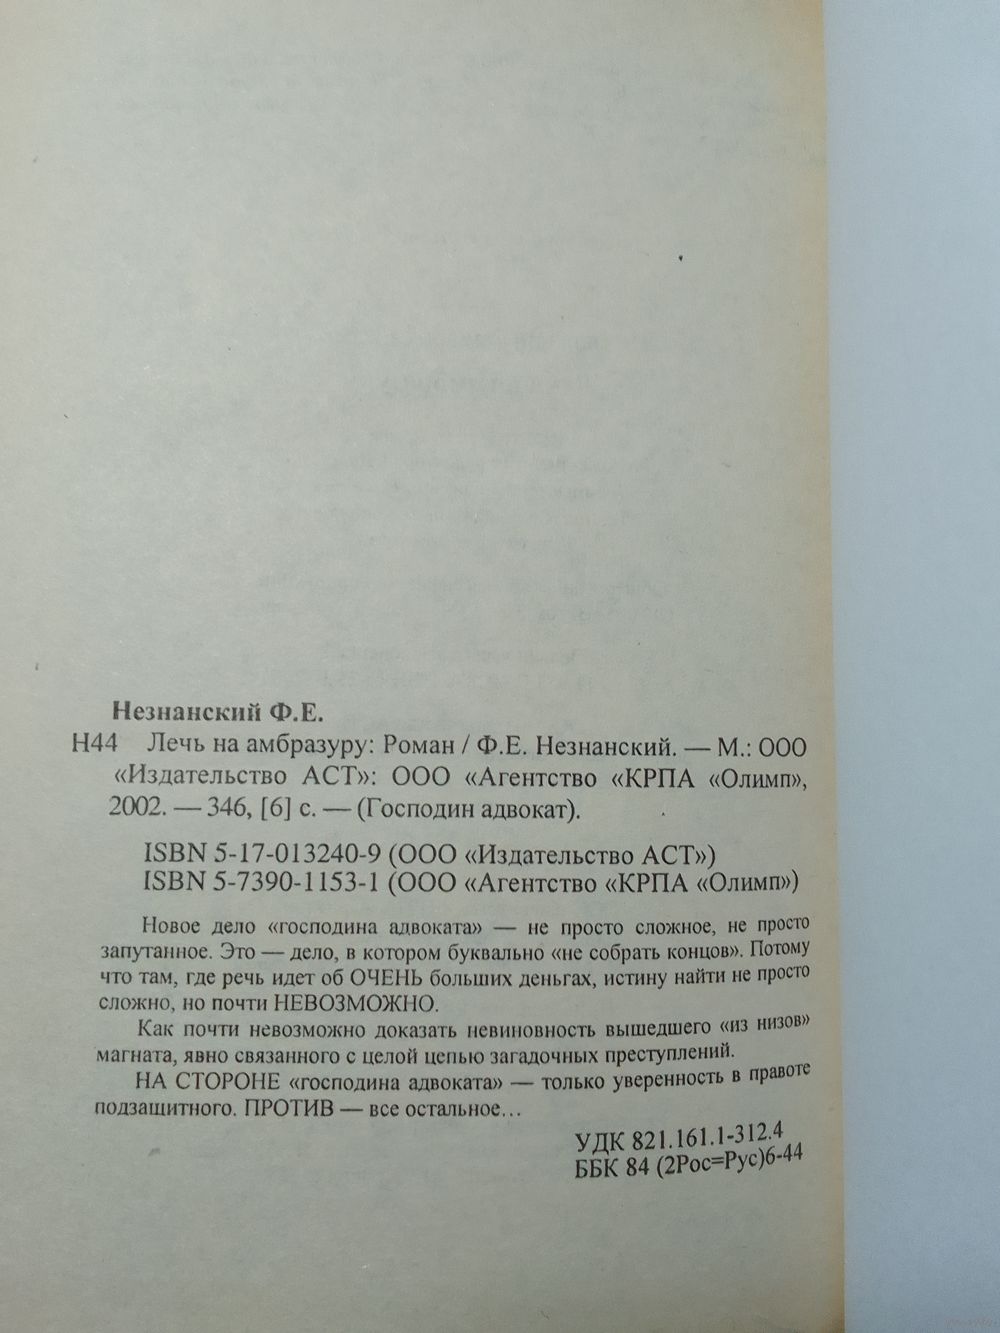 Незнанский Ф.Е.
Н44 Лечь на амбразуру: Роман / Ф.Е. Незнанский. — М.: ООО
«Издательство АСТ»: ООО «Агентство «КРПА «Олимп»,
2002. — 346, [6] с. — (Господин адвокат).
ISBN 5-17-013240-9 (ООО «Издательство АСТ»)
ISBN 5-7390-1153-1 (ООО «Агентство «КРПА «Олимп»)
Новое дело «господина адвоката» — не просто сложное, не просто
запутанное. Это — дело, в котором буквально «не собрать концов». Потому
что там, где речь идет об ОЧЕНЬ больших деньгах, истину найти не просто
сложно, но почти НЕВОЗМОЖНО.
Как почти невозможно доказать невиновность вышедшего «из низов»
магната, явно связанного с целой цепью загадочных преступлений.
НА СТОРОНЕ «господина адвоката» — только уверенность в правоте
подзащитного. ПРОТИВ — все остальное...
УДК 821.161.1-312.4
ББК 84 (2Рос=Рус)6-44